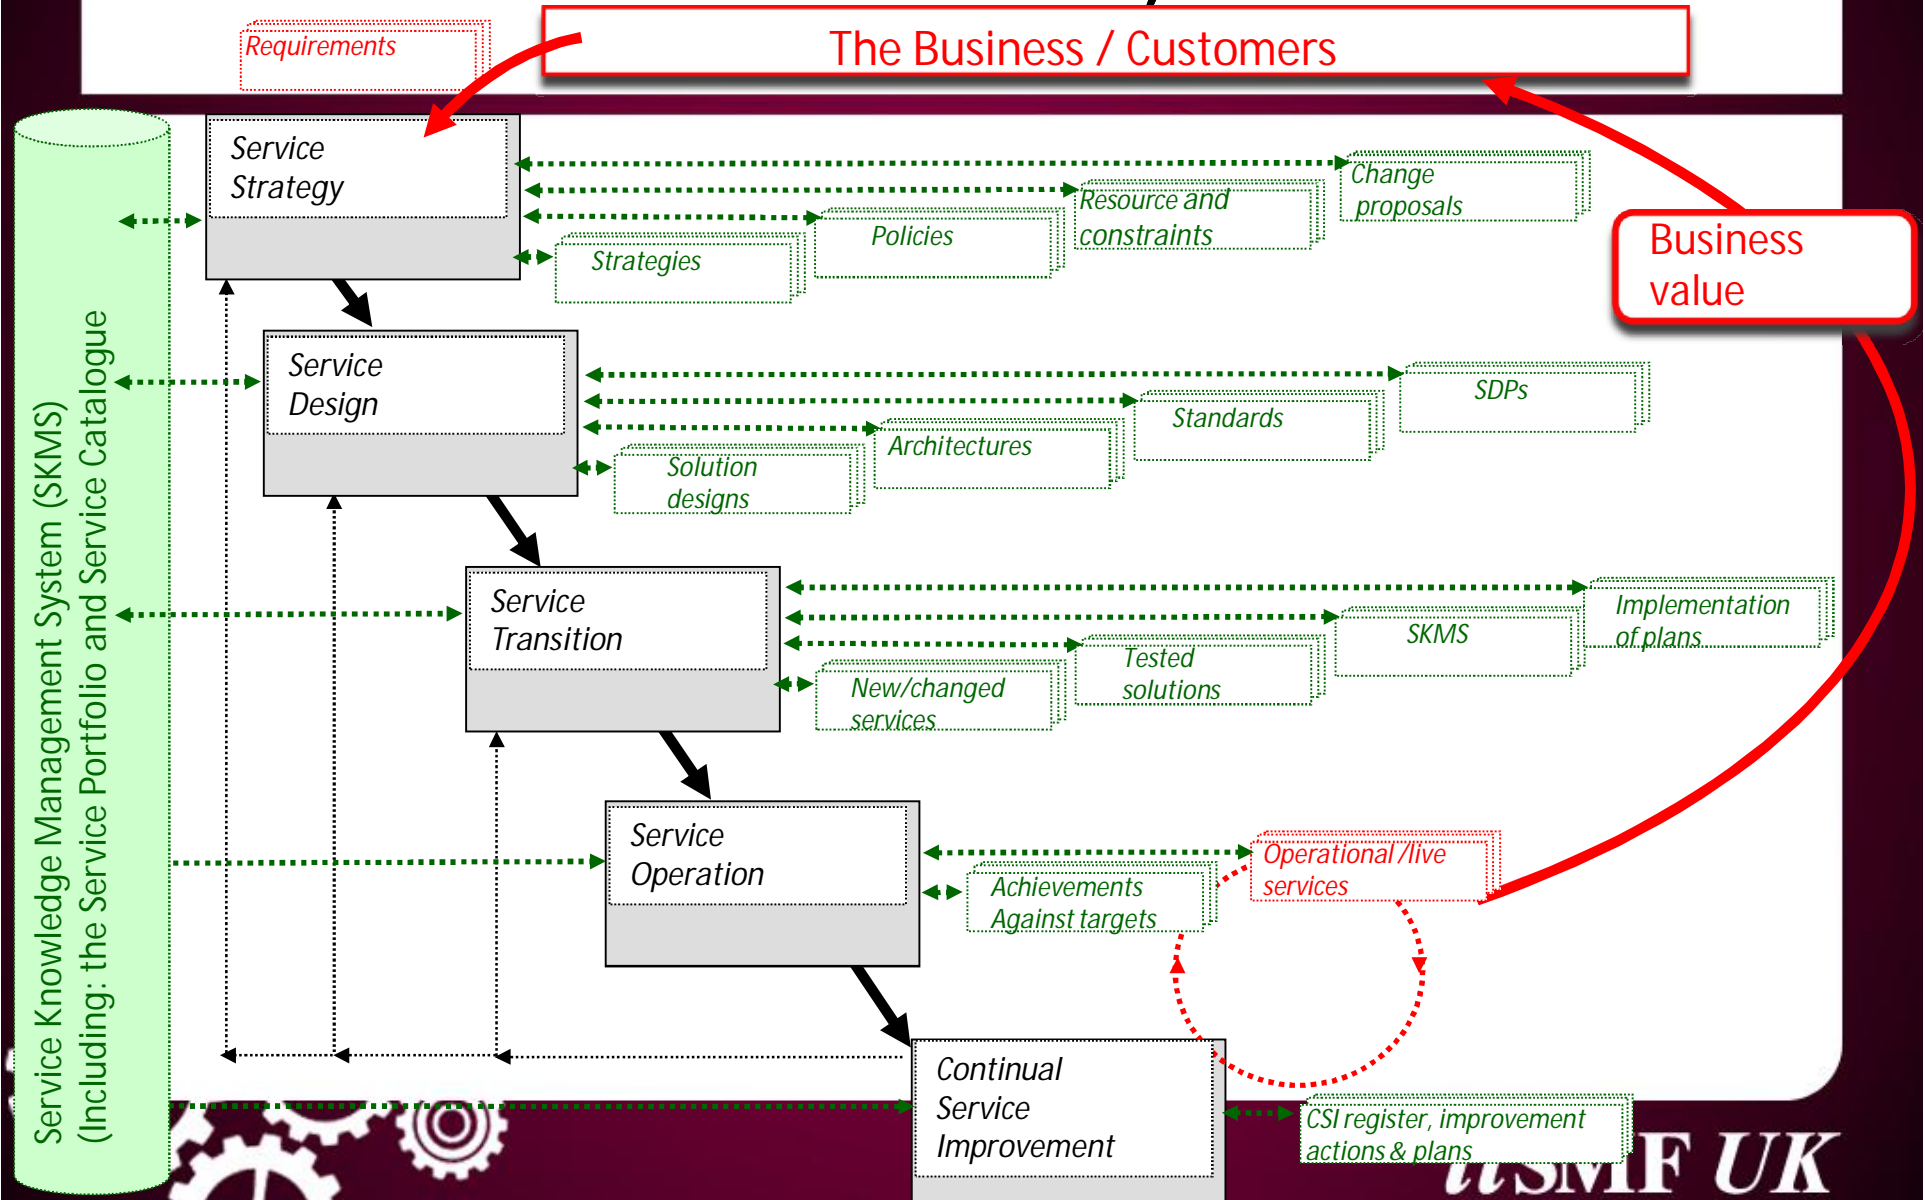 Requirements
The Business / Customers
Service
Strategy
Change
proposals
Resource and
constraints
Policies
Strategies
Business
value
Service
Design
SDPs
Standards
Architectures
Solution
designs
Service
Transition
Implementation
of plans
SKMS
Tested
solutions
New/changed
services
Service
Operation
Operational /live
services
Achievements
Against targets
Continual
Service
Improvement
CSI register, improvement
actions & plans
Service Knowledge Management System (SKMS)
(Including: the Service Portfolio and Service Catalogue
itSMF UK